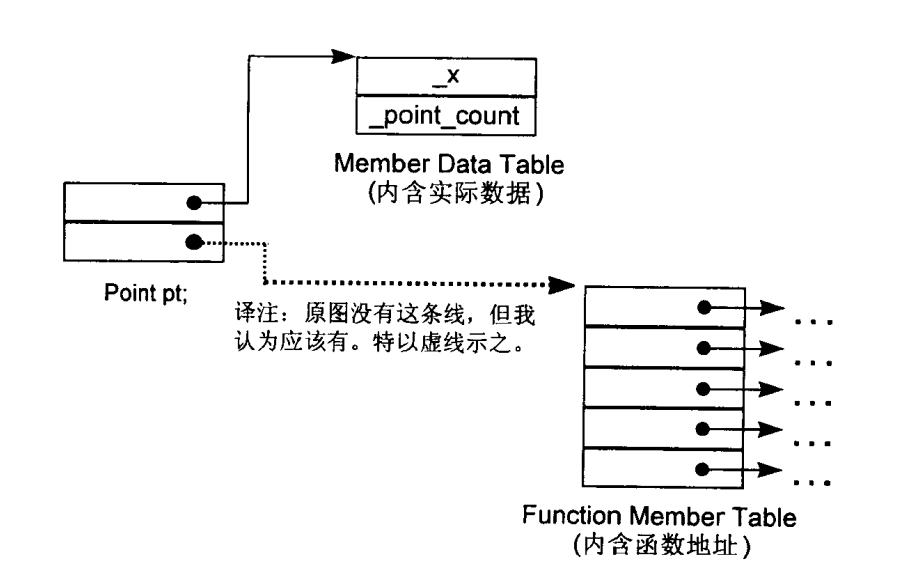 _x
_point_count
Member Data Table
(内含实际数据)
Point pt;
译注：原图没有这条线，但我
认为应该有。特以虚线示之。
...
...
...
...
...
Function Member Table
(内含函数地址)